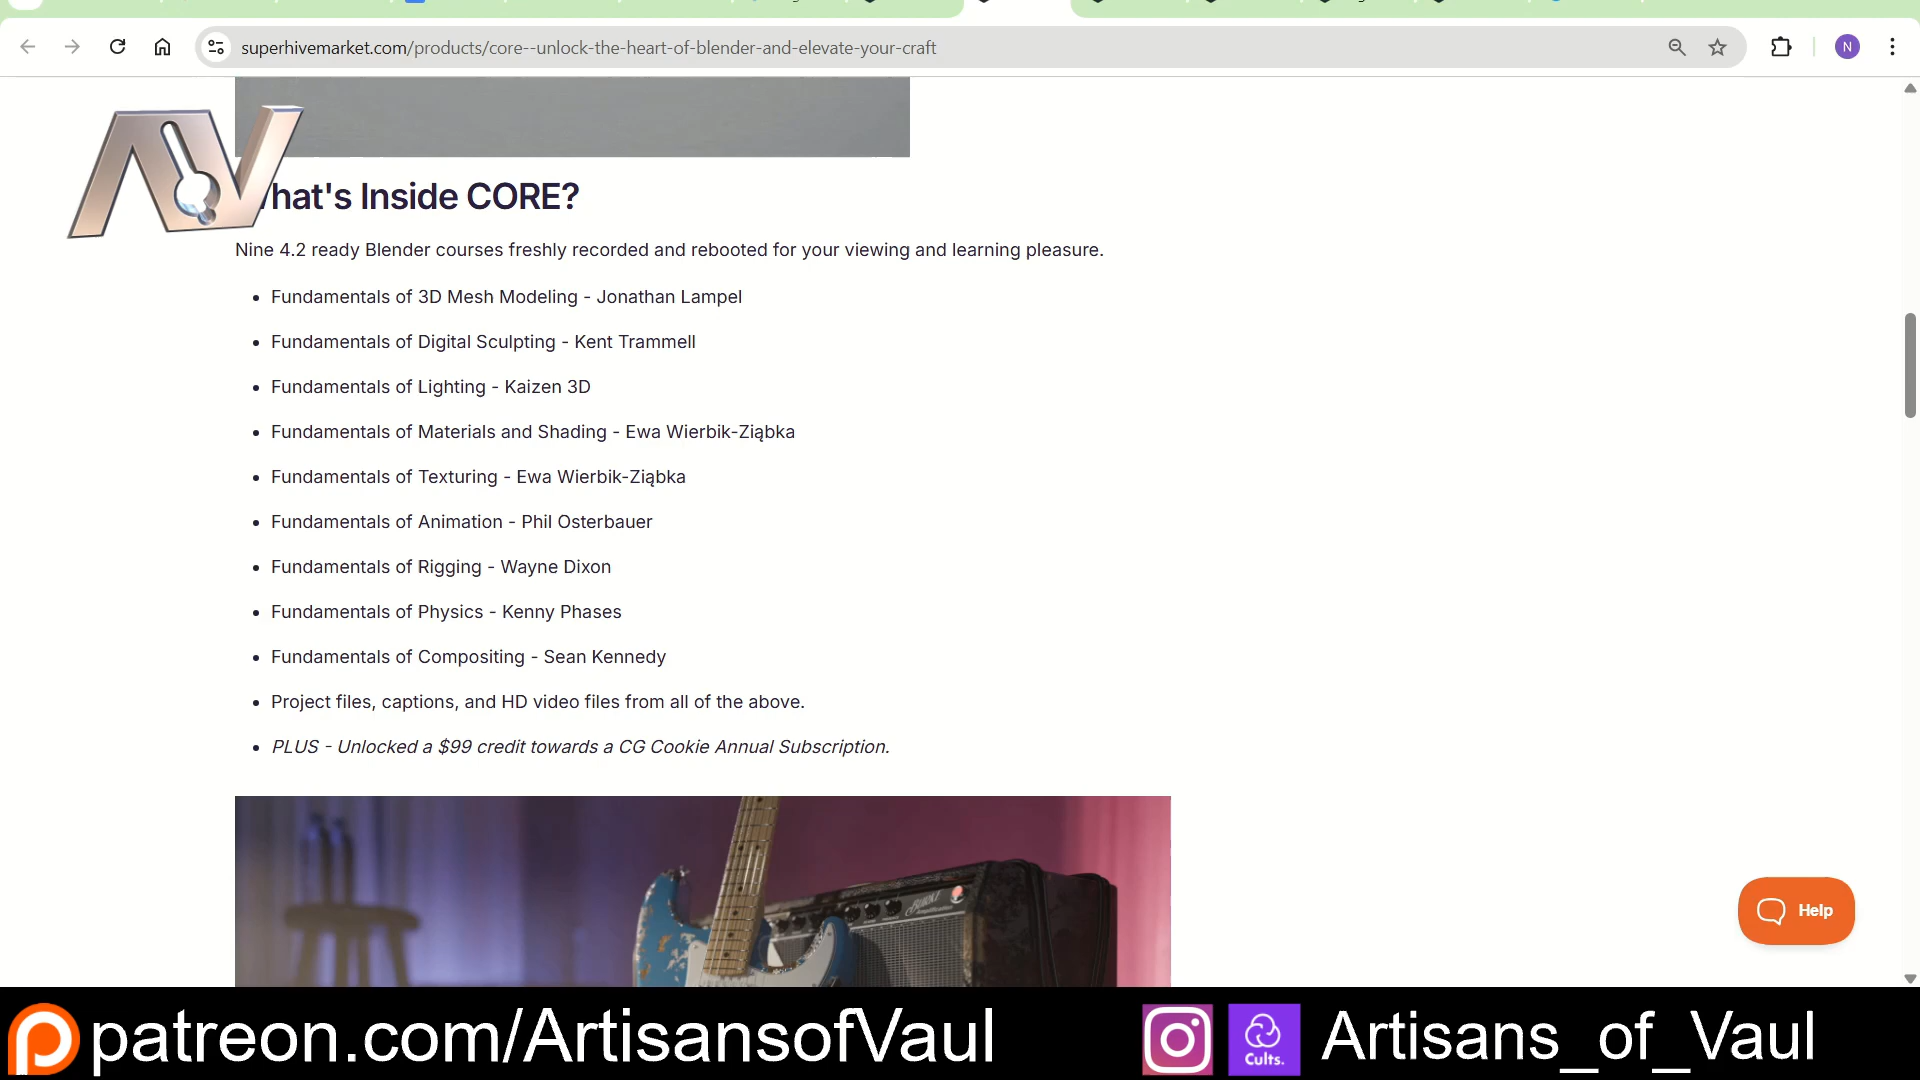 superhivemarket.com/products/core--unlock-the-heart-of-blender-and-elevate-your-craft
N
AV
hat's Inside CORE?
Nine 4.2 ready Blender courses freshly recorded and rebooted for your viewing and learning pleasure.
Fundamentals of 3D Mesh Modeling - Jonathan Lampel
Fundamentals of Digital Sculpting - Kent Trammell
Fundamentals of Lighting - Kaizen 3D
Fundamentals of Materials and Shading - Ewa Wierbik-Ziąbka
Fundamentals of Texturing - Ewa Wierbik-Ziąbka
Fundamentals of Animation - Phil Osterbauer
Fundamentals of Rigging - Wayne Dixon
Fundamentals of Physics - Kenny Phases
Fundamentals of Compositing - Sean Kennedy
Project files, captions, and HD video files from all of the above.
PLUS - Unlocked a $99 credit towards a CG Cookie Annual Subscription.
Help
patreon.com/ArtisansofVaul
Cults.
Artisans_of_Vaul